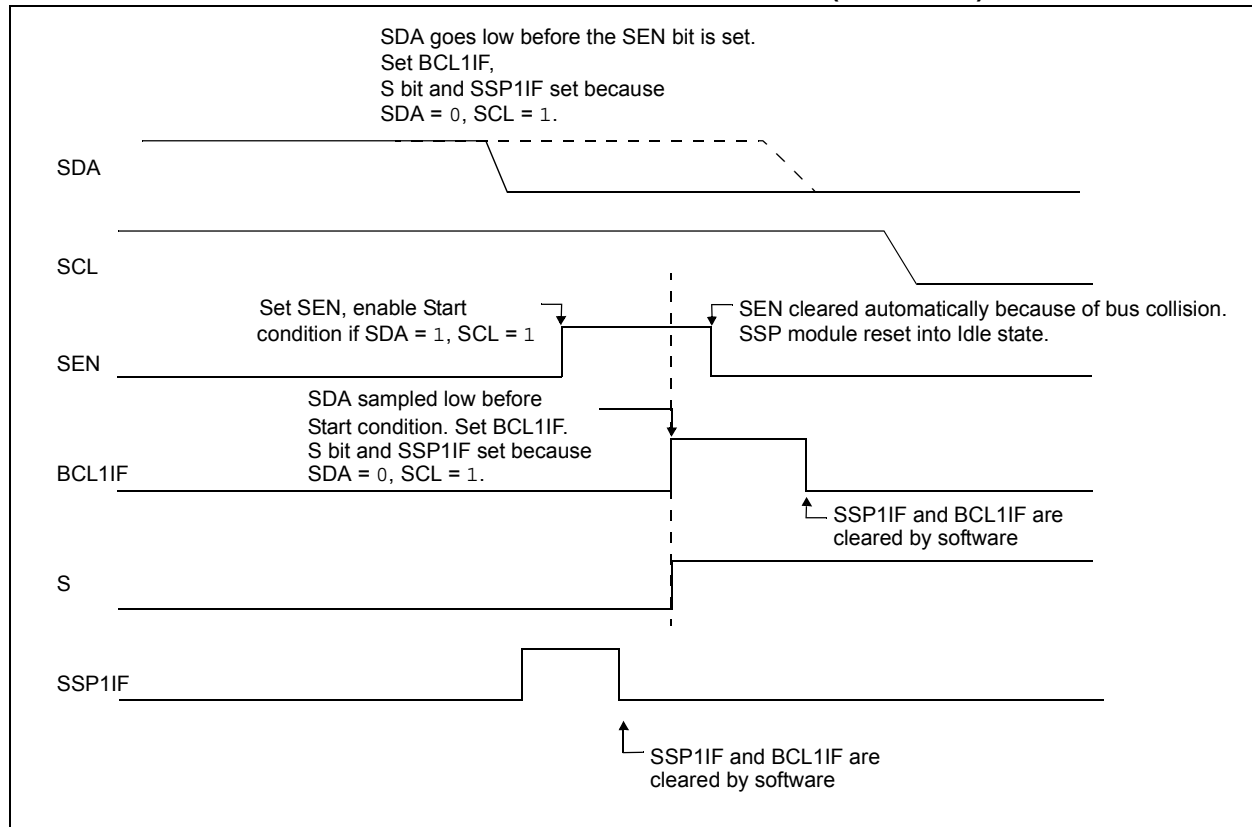 SDA goes low before the SEN bit is set.
Set BCL1IF,
S bit and SSP1IF set because
SDA = 0, SCL = 1.
SDA
SCL
Set SEN, enable Start
condition if SDA = 1, SCL = 1
SEN cleared automatically because of bus collision.
SSP module reset into Idle state.
SEN
SDA sampled low before
Start condition. Set BCL1IF.
S bit and SSP1IF set because
SDA = 0, SCL = 1.
BCL1IF
SSP1IF and BCL1IF are
cleared by software
S
SSP1IF
SSP1IF and BCL1IF are
cleared by software